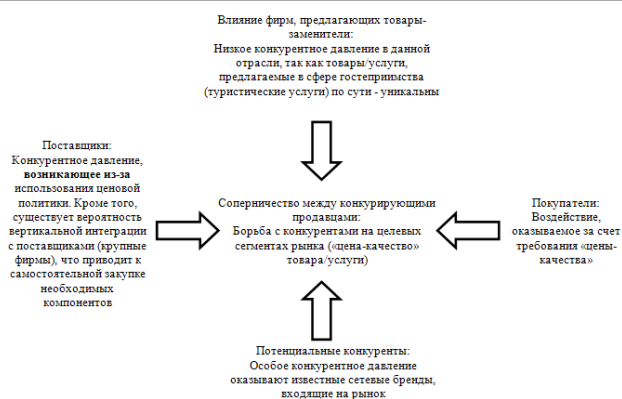 Влияние фирм, предлагающих товары-
заменители:
Низкое конкурентное давление в данной
отрасли, так как товары/услуги,
предлагаемые в сфере гостеприимства
(туристические услуги) по сути - уникальны
Поставщики:
Конкурентное давление,
возникающее из-за
использования ценовой
политики. Кроме того,
существует вероятность
вертикальной интеграции
с поставщиками (крупные
фирмы), что приводит к
самостоятельной закупке
необходимых
компонентов
Соперничество между конкурирующими
продавцами:
Борьба с конкурентами на целевых
сегментах рынка («цена-качество»
товара/услуги)
Покупатели:
Воздействие,
оказываемое за счет
требования «цены-
качества»
Потенциальные конкуренты:
Особое конкурентное давление
оказывают известные сетевые бренды,
входящие на рынок